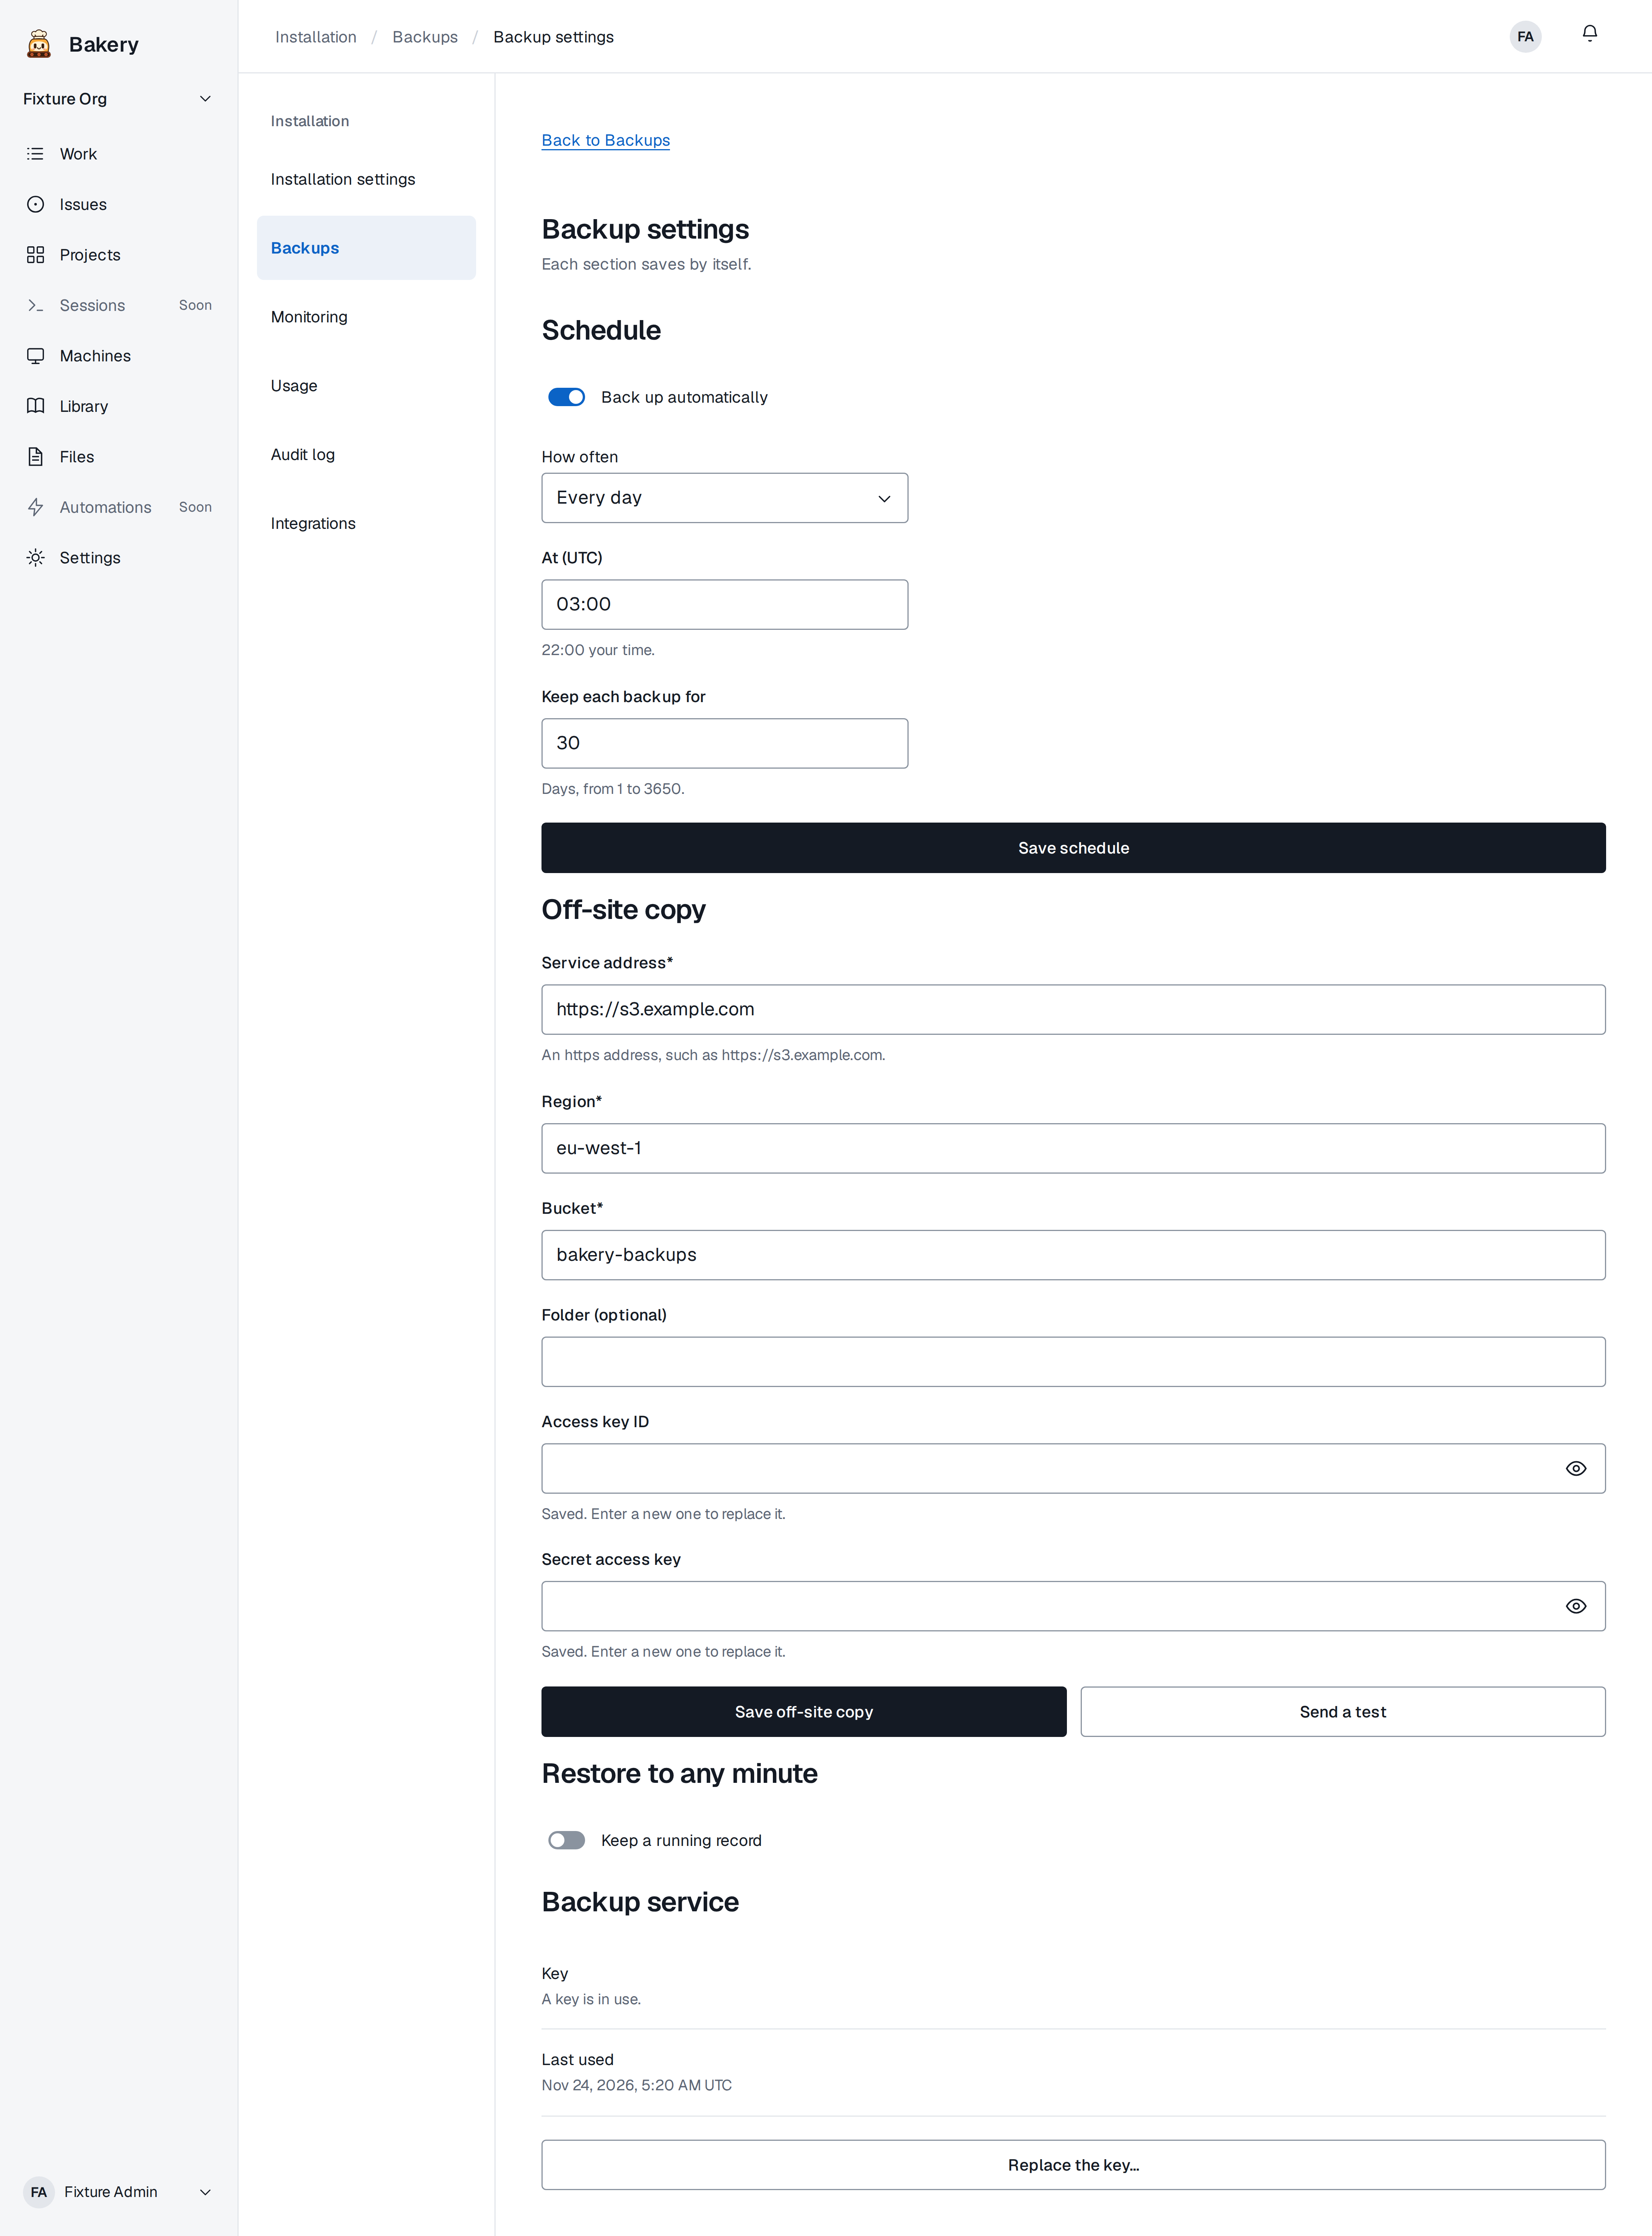 Bakery
Fixture Org
Work
Issues
Projects
Sessions Soon
Machines
Library
Files
Automations Soon
Settings
FA Fixture Admin
Installation / Backups / Backup settings
FA
Installation
Installation settings
Backups
Monitoring
Usage
Audit log
Integrations
Back to Backups
Backup settings
Each section saves by itself.
Schedule
Back up automatically
How often
Every day
At (UTC)
03:00
22:00 your time.
Keep each backup for
30
Days, from 1 to 3650.
Save schedule
Off-site copy
Service address*
https://s3.example.com
An https address, such as https://s3.example.com.
Region*
eu-west-1
Bucket*
bakery-backups
Folder (optional)
Access key ID
Saved. Enter a new one to replace it.
Secret access key
Saved. Enter a new one to replace it.
Save off-site copy
Send a test
Restore to any minute
Keep a running record
Backup service
Key
A key is in use.
Last used
Nov 24, 2026, 5:20 AM UTC
Replace the key...